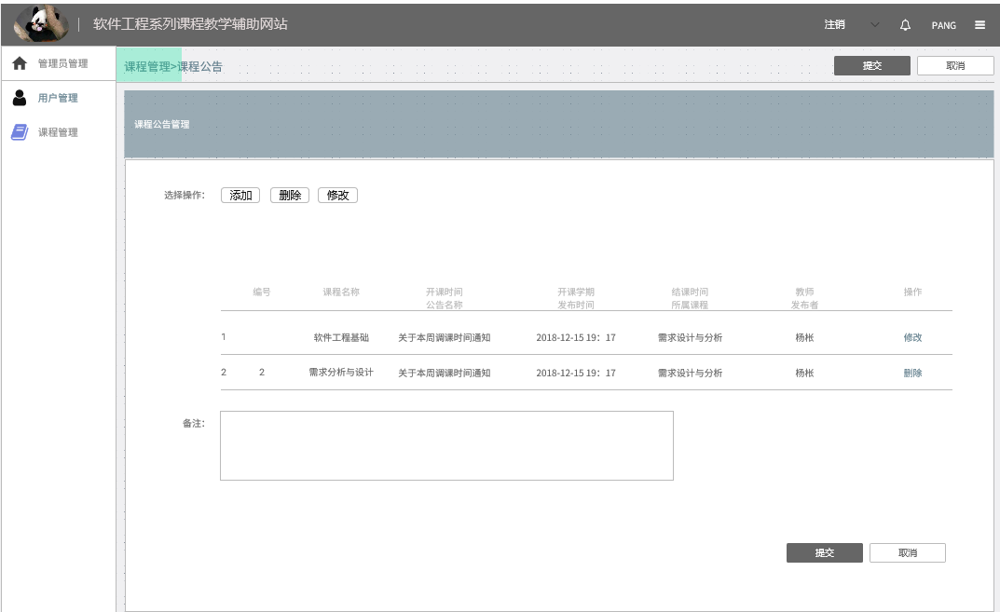 软件工程系列课程教学辅助网站 注销 PANG
管理员管理
用户管理
课程管理
课程管理>课程公告 提交 取消
课程公告管理
选择操作： 添加 删除 修改
编号 课程名称 开课时间 开课学期 结课时间 教师 操作
公告名称 发布时间 所属课程 发布者
1 软件工程基础 关于本周调课时间通知 2018-12-15 19：17 需求设计与分析 杨枨 修改
2 2 需求分析与设计 关于本周调课时间通知 2018-12-15 19：17 需求设计与分析 杨枨 删除
备注：
提交 取消